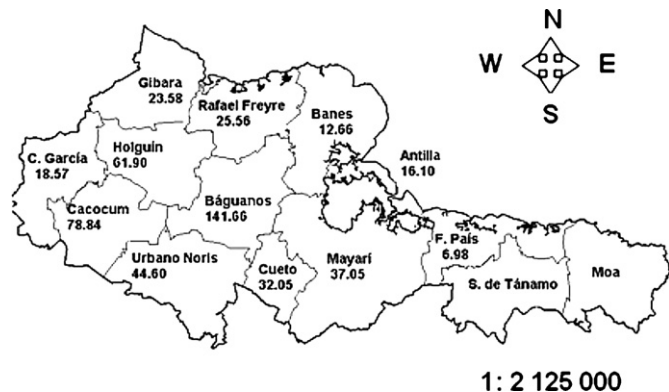 N
W E
S
Gibara
23.58
Rafael Freyre
25.56
Banes
12.66
Holguín
61.90
Antilla
16.10
C. García
18.57
Báguanos
141.66
Cacocum
78.84
Urbano Noris
44.60
Cueto
32.05
Mayarí
37.05
F. País
6.98
S. de Tánamo
Moa
1: 2 125 000